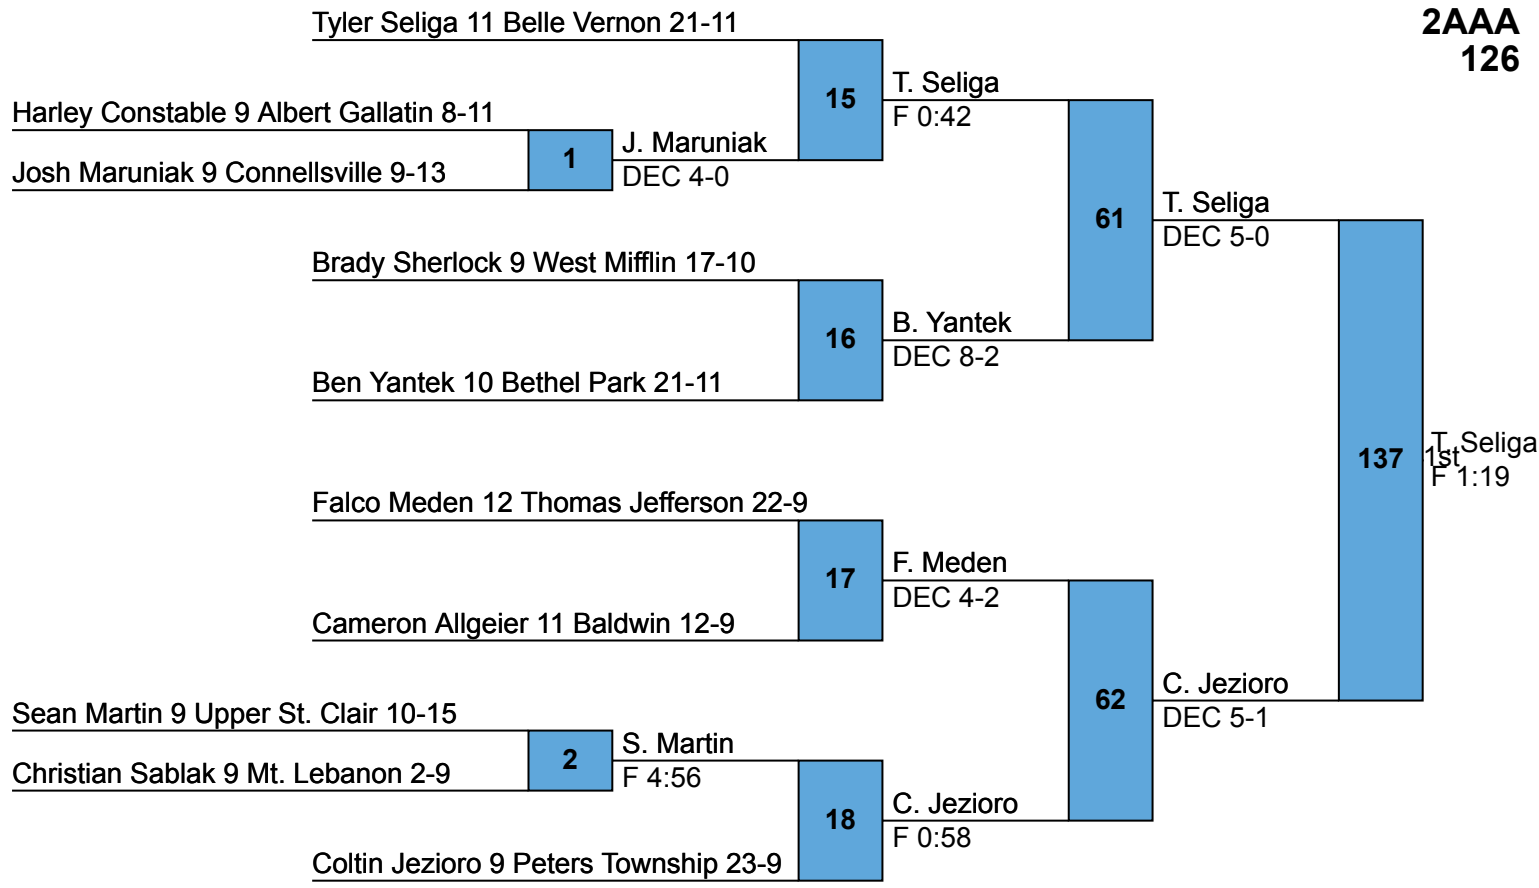 Tyler Seliga 11 Belle Vernon 21-11
2AAA
126
15
T. Seliga
F 0:42
Harley Constable 9 Albert Gallatin 8-11
1
J. Maruniak
DEC 4-0
Josh Maruniak 9 Connellsville 9-13
61
T. Seliga
DEC 5-0
Brady Sherlock 9 West Mifflin 17-10
16
B. Yantek
DEC 8-2
Ben Yantek 10 Bethel Park 21-11
137
T. Seliga
1st
F 1:19
Falco Meden 12 Thomas Jefferson 22-9
17
F. Meden
DEC 4-2
Cameron Allgeier 11 Baldwin 12-9
62
C. Jezioro
DEC 5-1
Sean Martin 9 Upper St. Clair 10-15
2
S. Martin
F 4:56
Christian Sablak 9 Mt. Lebanon 2-9
18
C. Jezioro
F 0:58
Coltin Jezioro 9 Peters Township 23-9